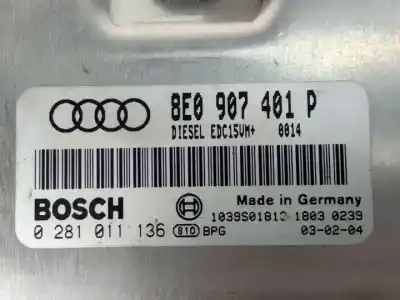 8E0 907 401 P
DIESEL EDC15VM+ 0014
BOSCH
Made in Germany
1039S01813 1803 0239
0 281 011 136 810 BPG 03-02-04